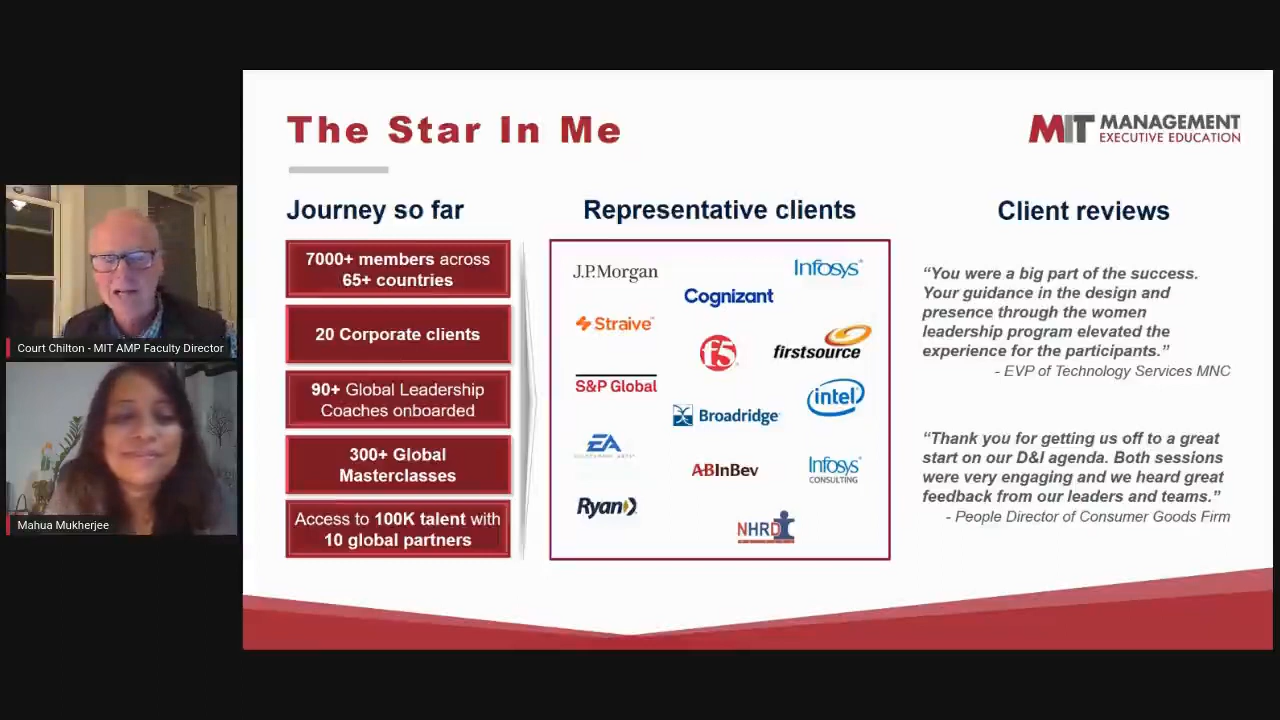 The Star In Me
MIT MANAGEMENT
EXECUTIVE EDUCATION
Journey so far
7000+ members across
65+ countries
20 Corporate clients
90+ Global Leadership
Coaches onboarded
300+ Global
Masterclasses
Access to 100K talent with
10 global partners
Representative clients
J.P.Morgan
Infosys
Cognizant
Straive
f5
firstsource
S&P Global
intel
Broadridge
EA
ABInBev
Infosys
CONSULTING
Ryan
NHRD
Client reviews
“You were a big part of the success.
Your guidance in the design and
presence through the women
leadership program elevated the
experience for the participants.”
- EVP of Technology Services MNC
“Thank you for getting us off to a great
start on our D&I agenda. Both sessions
were very engaging and we heard great
feedback from our leaders and teams.”
- People Director of Consumer Goods Firm
Court Chilton - MIT AMP Faculty Director
Mahua Mukherjee